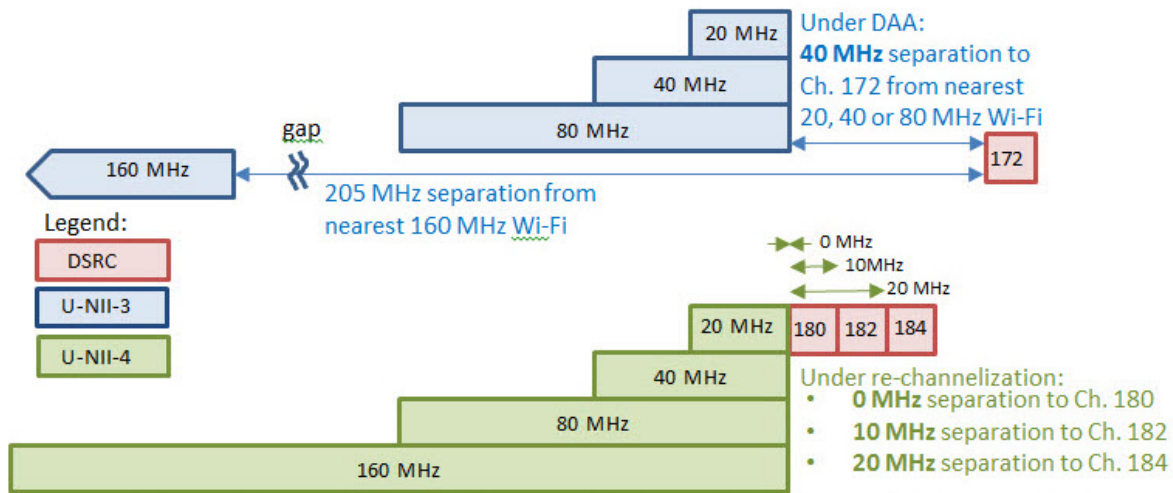 20 MHz
40 MHz
80 MHz
Under DAA:
40 MHz separation to
Ch. 172 from nearest
20, 40 or 80 MHz Wi-Fi
gap
160 MHz
172
205 MHz separation from
nearest 160 MHz Wi-Fi
Legend:
DSRC
U-NII-3
U-NII-4
0 MHz
10MHz
20 MHz
20 MHz
180
182
184
40 MHz
80 MHz
160 MHz
Under re-channelization:
• 0 MHz separation to Ch. 180
• 10 MHz separation to Ch. 182
• 20 MHz separation to Ch. 184